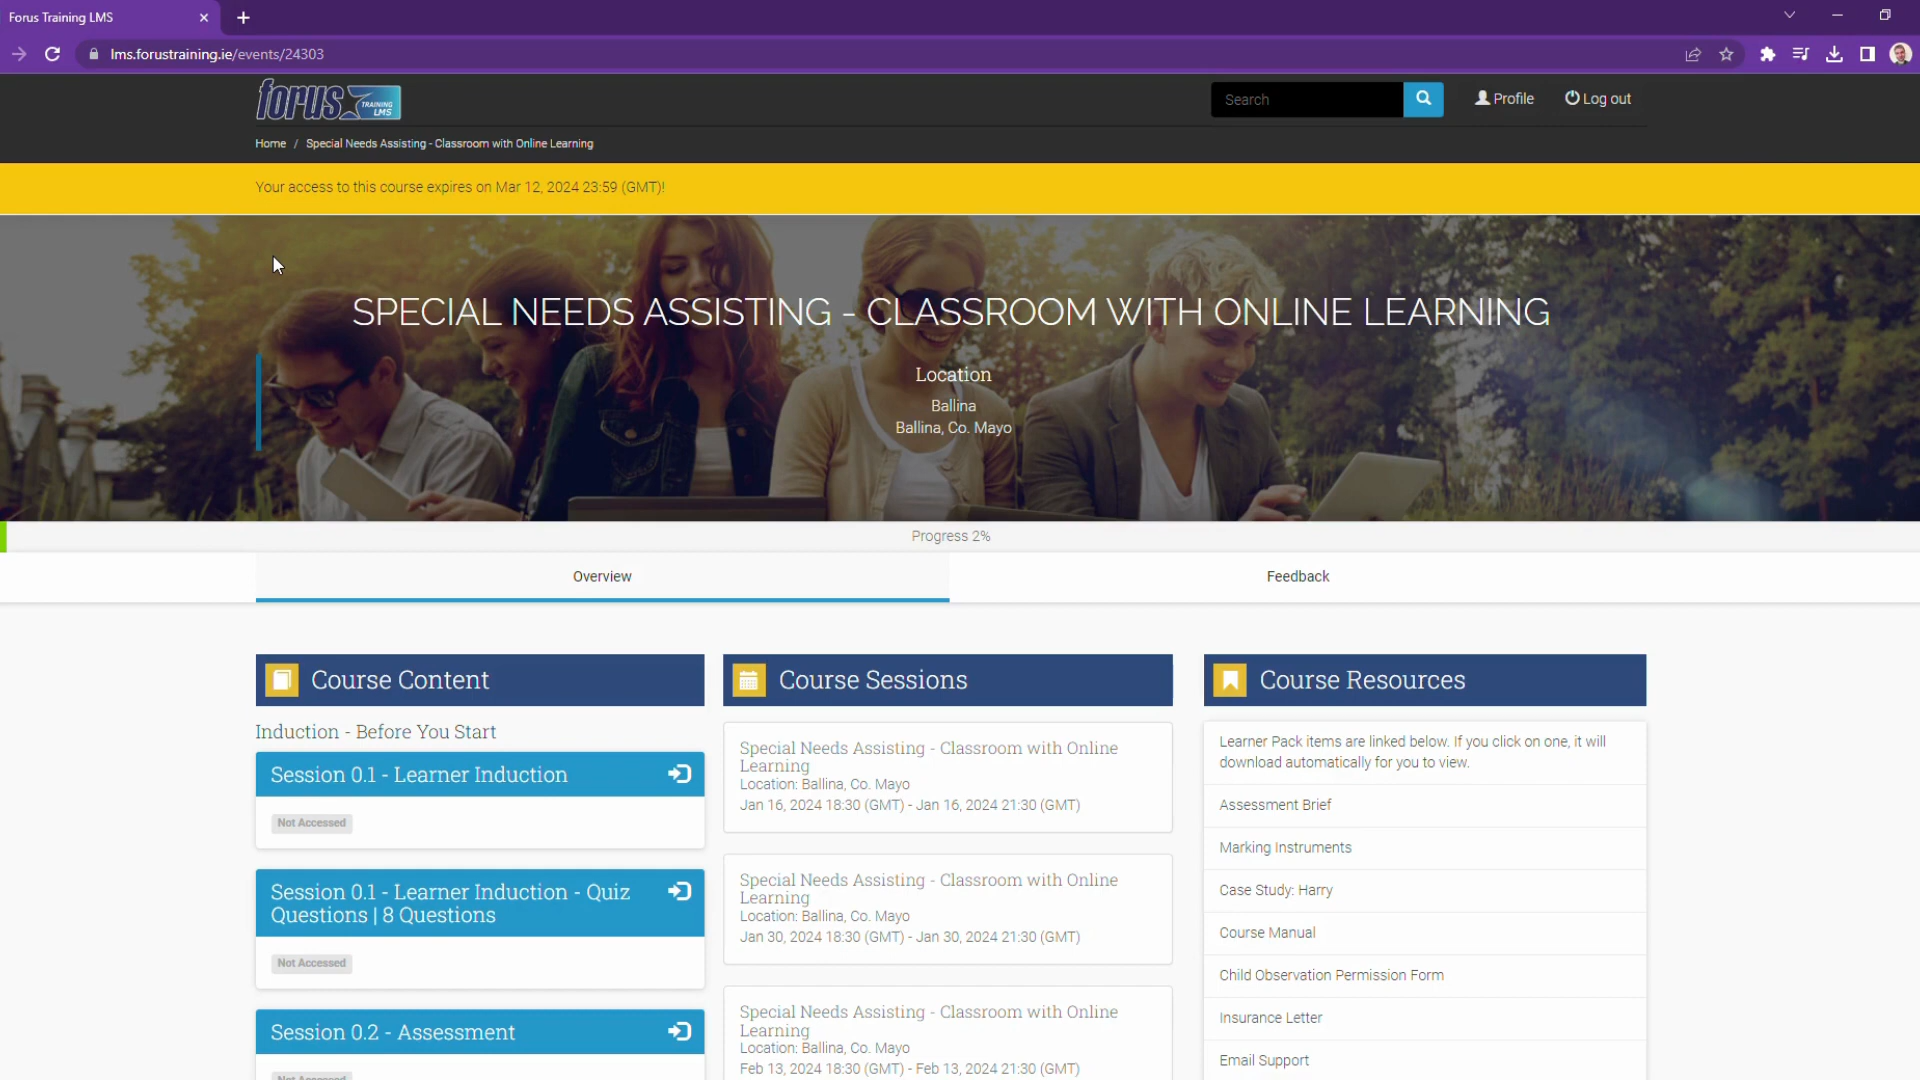 Forus Training LMS
lms.forustraining.ie/events/24303
forus TRAINING LMS
Search
Profile
Log out
Home / Special Needs Assisting - Classroom with Online Learning
Your access to this course expires on Mar 12, 2024 23:59 (GMT)!
SPECIAL NEEDS ASSISTING - CLASSROOM WITH ONLINE LEARNING
Location
Ballina
Ballina, Co. Mayo
Progress 2%
Overview
Feedback
Course Content
Induction - Before You Start
Session 0.1 - Learner Induction
Not Accessed
Session 0.1 - Learner Induction - Quiz
Questions | 8 Questions
Not Accessed
Session 0.2 - Assessment
Not Accessed
Course Sessions
Special Needs Assisting - Classroom with Online
Learning
Location: Ballina, Co. Mayo
Jan 16, 2024 18:30 (GMT) - Jan 16, 2024 21:30 (GMT)
Special Needs Assisting - Classroom with Online
Learning
Location: Ballina, Co. Mayo
Jan 30, 2024 18:30 (GMT) - Jan 30, 2024 21:30 (GMT)
Special Needs Assisting - Classroom with Online
Learning
Location: Ballina, Co. Mayo
Feb 13, 2024 18:30 (GMT) - Feb 13, 2024 21:30 (GMT)
Course Resources
Learner Pack items are linked below. If you click on one, it will
download automatically for you to view.
Assessment Brief
Marking Instruments
Case Study: Harry
Course Manual
Child Observation Permission Form
Insurance Letter
Email Support